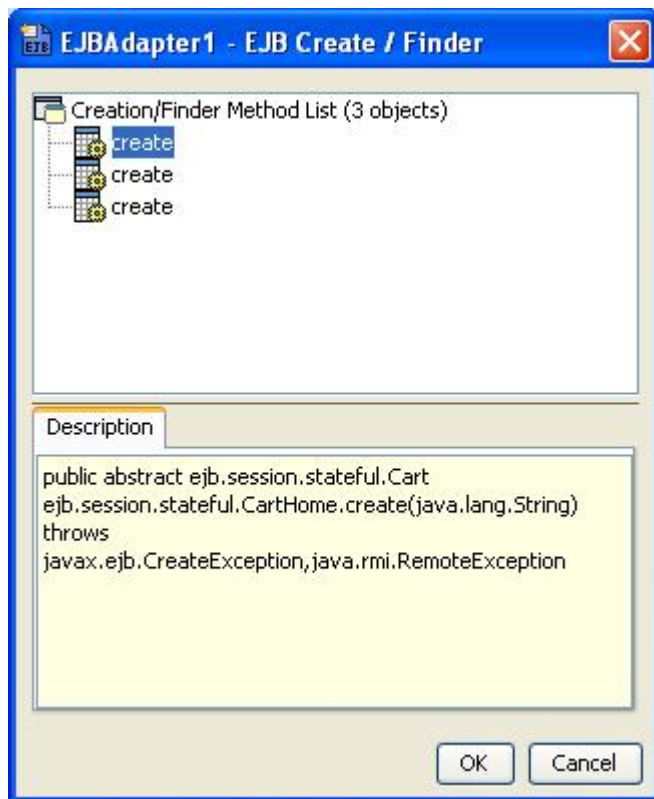 EJB EJBAdapter1 - EJB Create / Finder
Creation/Finder Method List (3 objects)
create
create
create
Description
public abstract ejb.session.stateful.Cart
ejb.session.stateful.CartHome.create(java.lang.String)
throws
javax.ejb.CreateException,java.rmi.RemoteException
OK Cancel